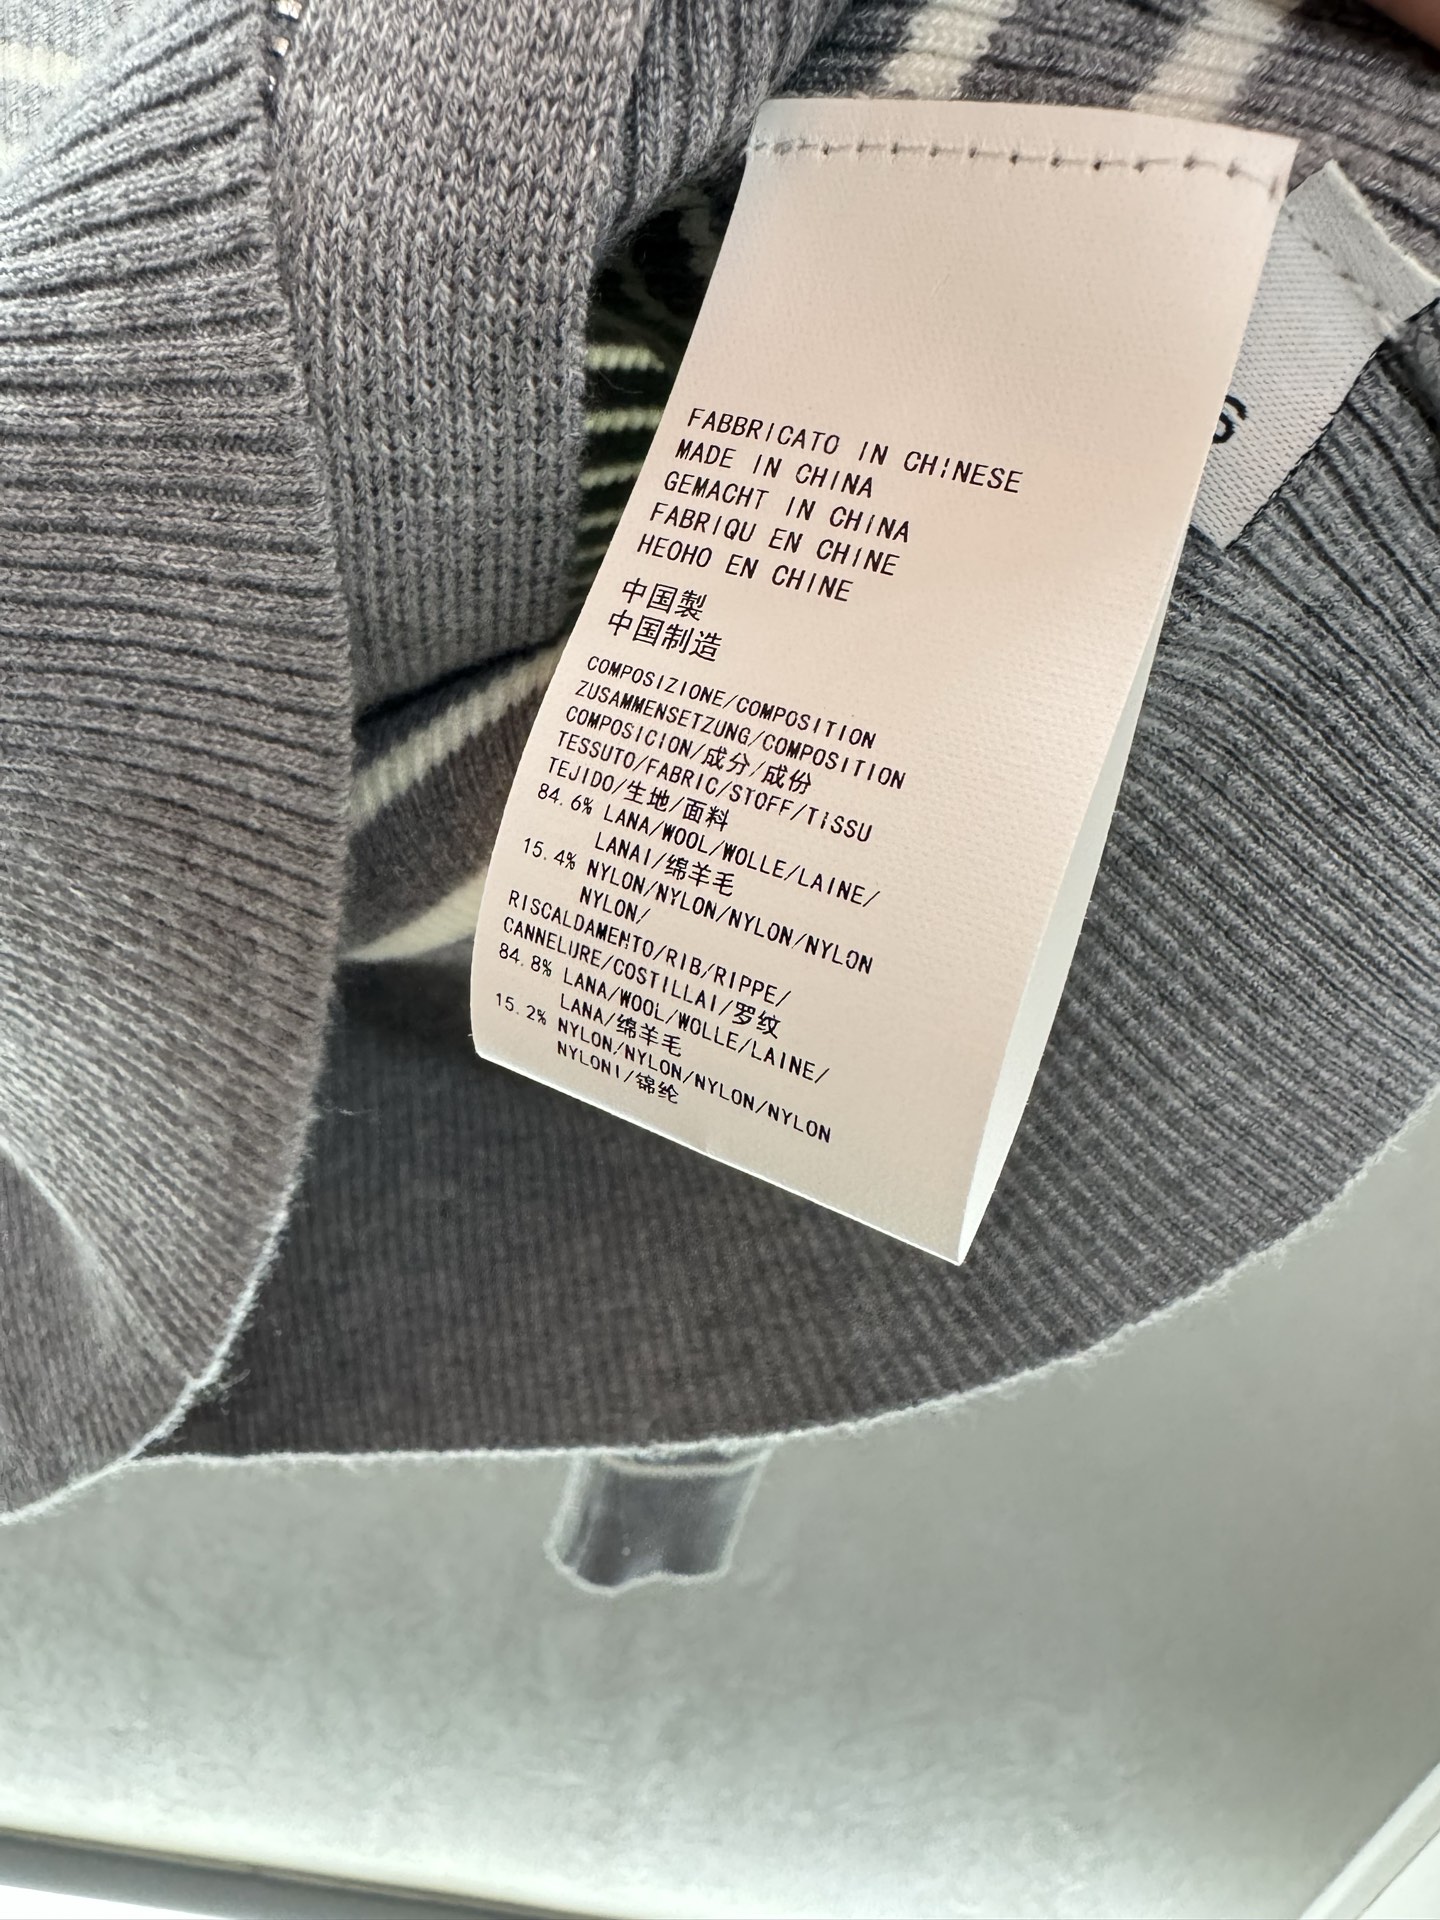 FABBRICATO IN CHINESE
MADE IN CHINA
GEMACHT IN CHINA
FABRIQU EN CHINE
HEOHO EN CHINE
中国製
中国制造
COMPOSIZIONE/COMPOSITION
ZUSAMMENSETZUNG/COMPOSITION
COMPOSICION/成分/成份
TESSUTO/FABRIC/STOFF/TISSU
TEJIDO/生地/面料
84.6% LANA/WOOL/WOLLE/LAINE/
LANAI/绵羊毛
15.4% NYLON/NYLON/NYLON/NYLON
NYLON/
RISCALDAMENTO/RIB/RIPPE/
CANNELURE/COSTILLAI/罗纹
84.8% LANA/WOOL/WOLLE/LAINE/
LANA/绵羊毛
15.2% NYLON/NYLON/NYLON/NYLON
NYLONI/锦纶